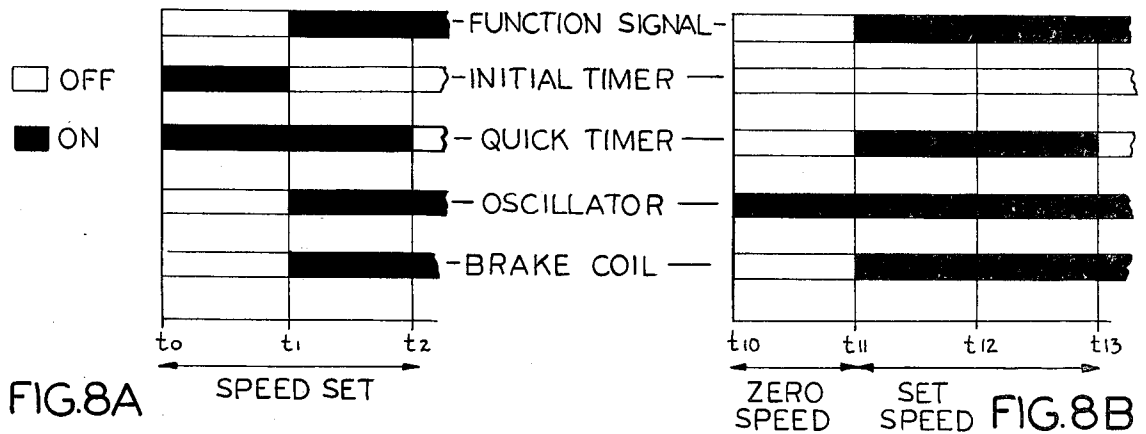 FUNCTION SIGNAL
OFF
INITIAL TIMER
ON
QUICK TIMER
OSCILLATOR
BRAKE COIL
t0 t1 t2 t10 t11 t12 t13
SPEED SET
ZERO SPEED
SET SPEED
FIG.8A
FIG.8B